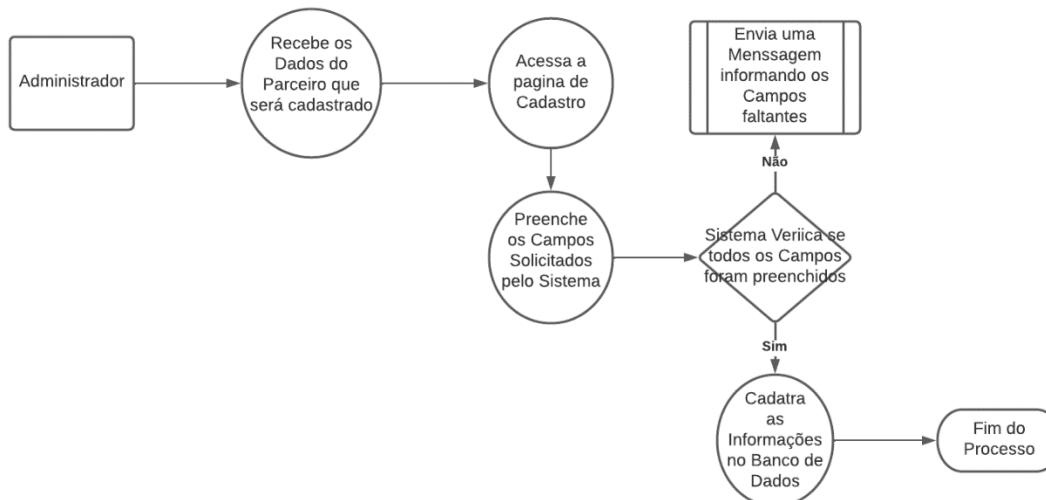 Administrador
Recebe os
Dados do
Parceiro que
será cadastrado
Acessa a
pagina de
Cadastro
Envia uma
Menssagem
informando os
Campos
faltantes
Não
Preenche
os Campos
Solicitados
pelo Sistema
Sistema Veriica se
todos os Campos
foram preenchidos
Sim
Cadatra
as
Informações
no Banco de
Dados
Fim do
Processo